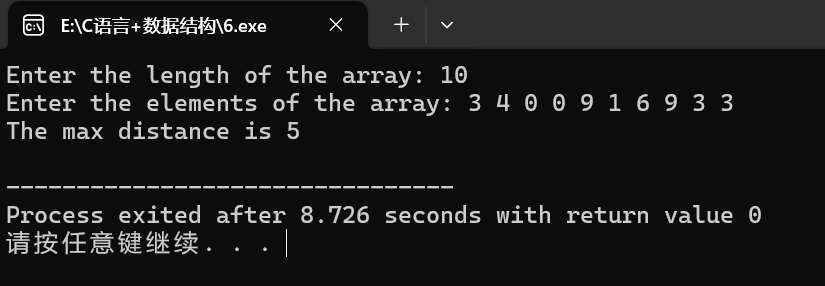 E:\C语言+数据结构\6.exe
Enter the length of the array: 10
Enter the elements of the array: 3 4 0 0 9 1 6 9 3 3
The max distance is 5
--------------------------------
Process exited after 8.726 seconds with return value 0
请按任意键继续. . .